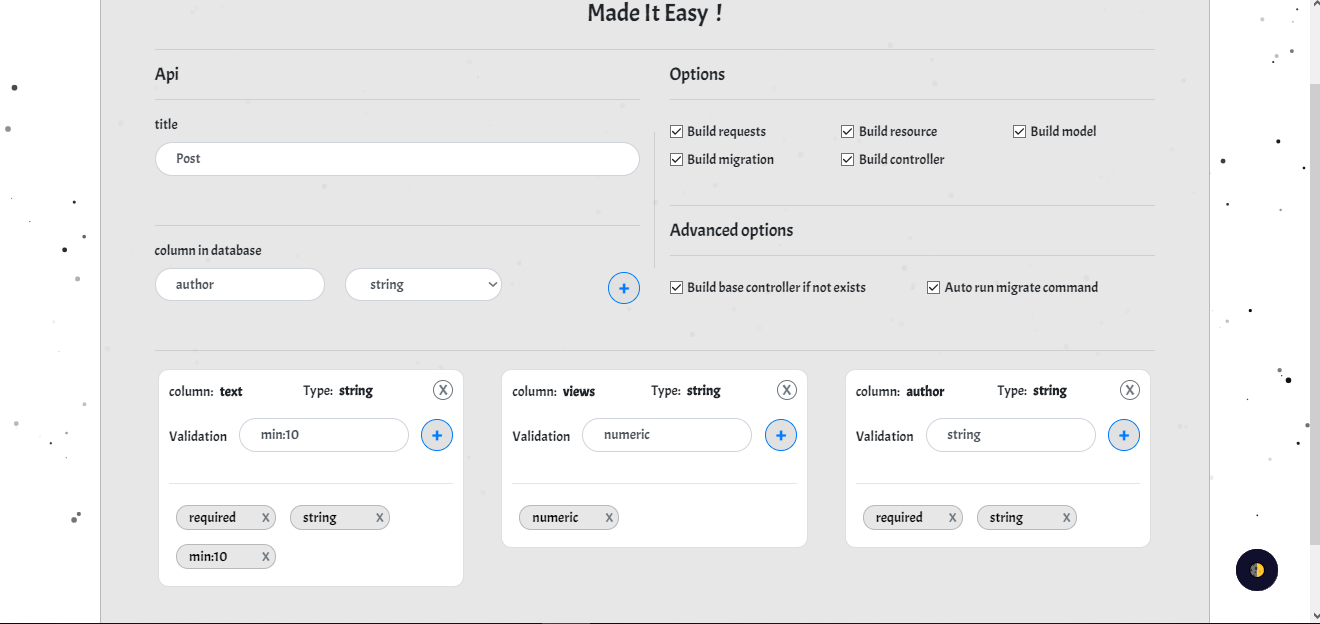 Made It Easy !
Api
title
Post
column in database
author
string
+
Options
Build requests
Build resource
Build model
Build migration
Build controller
Advanced options
Build base controller if not exists
Auto run migrate command
column: text Type: string X
Validation min:10 +
required X string X
min:10 X
column: views Type: string X
Validation numeric +
numeric X
column: author Type: string X
Validation string +
required X string X